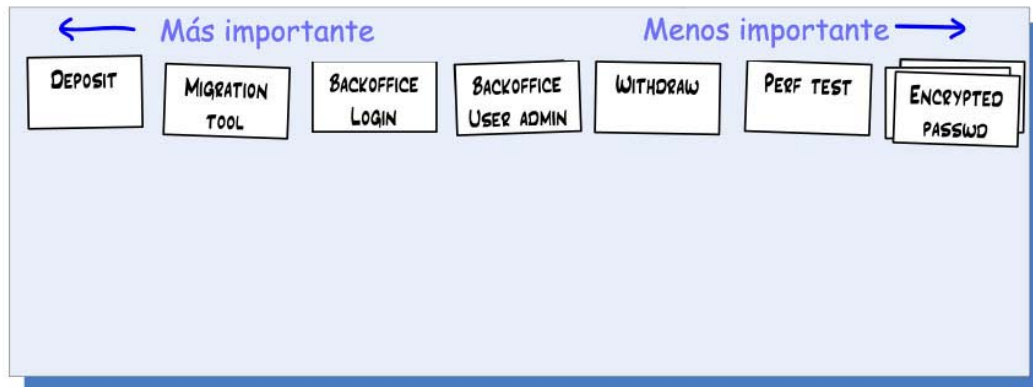 Más importante
Menos importante
DEPOSIT
MIGRATION
TOOL
BACKOFFICE
LOGIN
BACKOFFICE
USER ADMIN
WITHDRAW
PERF TEST
ENCRYPTED
PASSWD